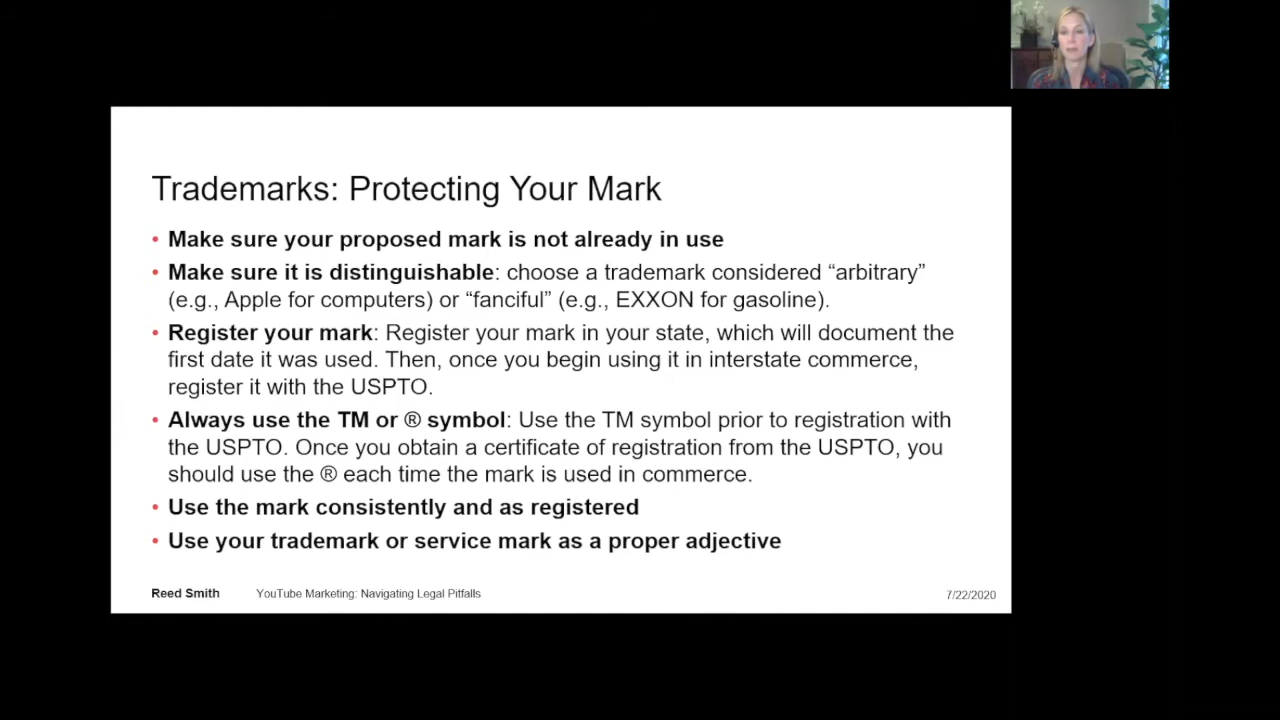 Trademarks: Protecting Your Mark
• Make sure your proposed mark is not already in use
• Make sure it is distinguishable: choose a trademark considered “arbitrary”
(e.g., Apple for computers) or “fanciful” (e.g., EXXON for gasoline).
• Register your mark: Register your mark in your state, which will document the
first date it was used. Then, once you begin using it in interstate commerce,
register it with the USPTO.
• Always use the TM or ® symbol: Use the TM symbol prior to registration with
the USPTO. Once you obtain a certificate of registration from the USPTO, you
should use the ® each time the mark is used in commerce.
• Use the mark consistently and as registered
• Use your trademark or service mark as a proper adjective
Reed Smith YouTube Marketing: Navigating Legal Pitfalls 7/22/2020